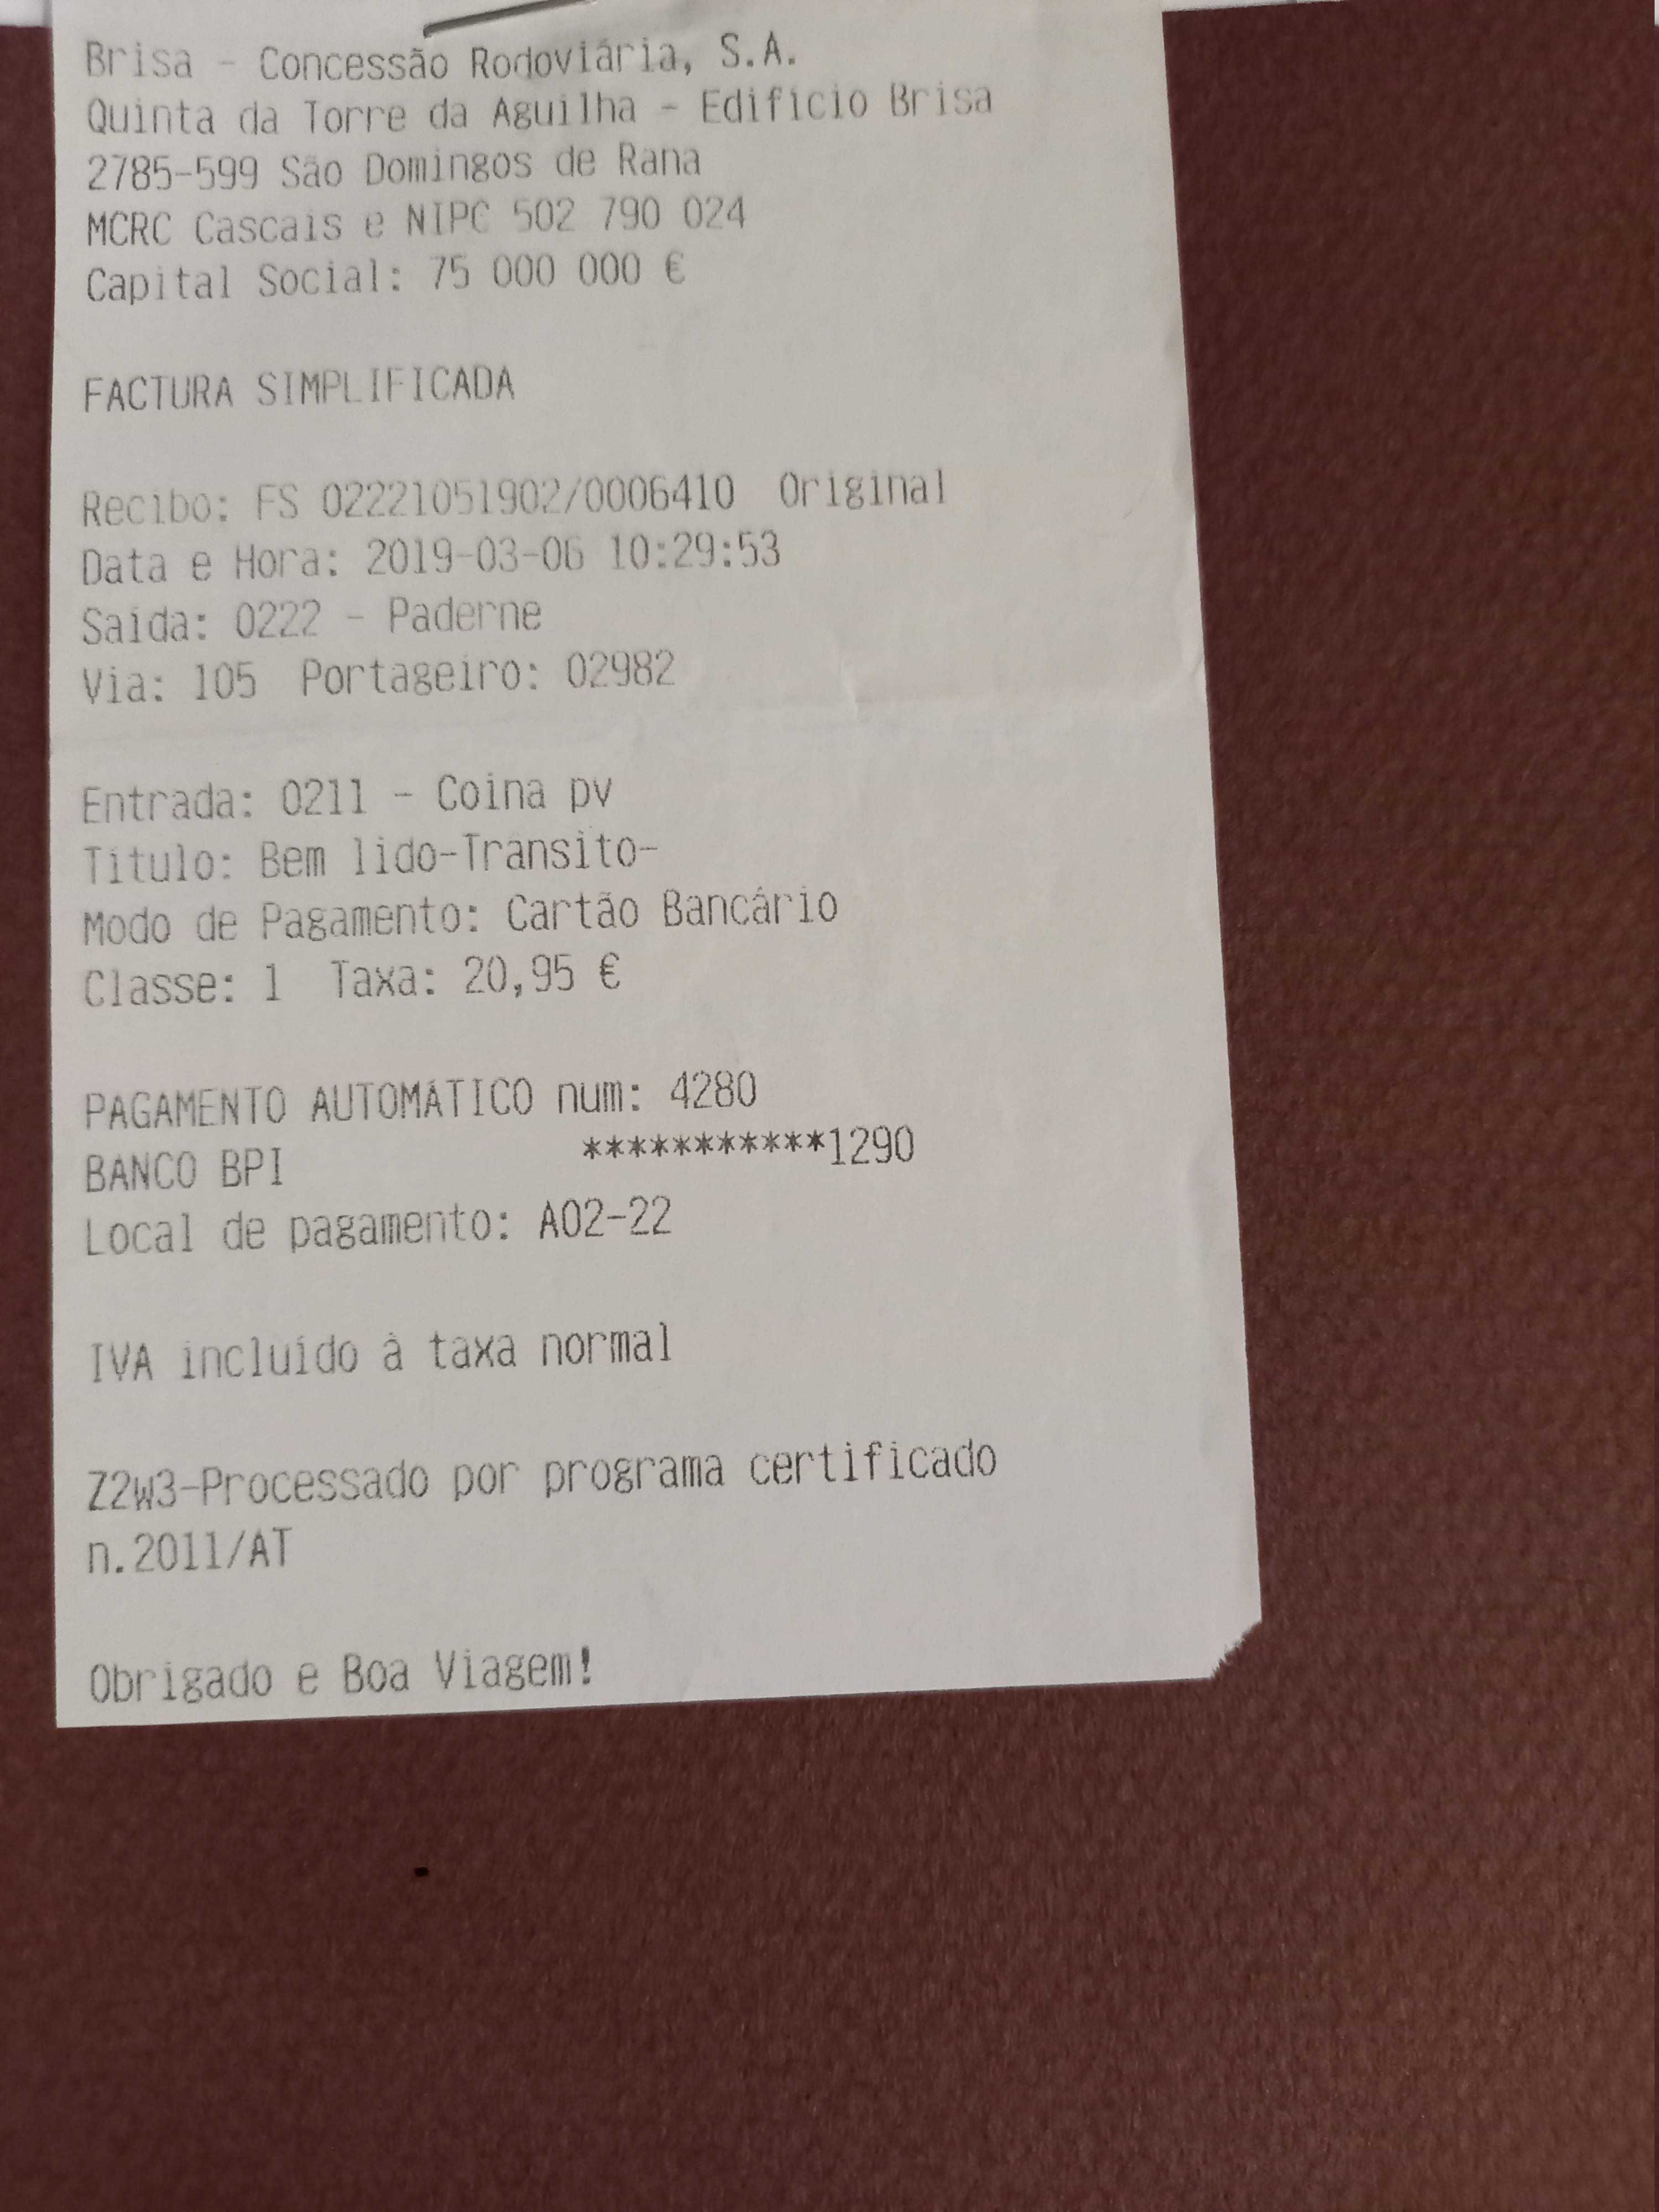 Brisa - Concessão Rodoviária, S.A.
Quinta da Torre da Aguilha - Edifício Brisa
2785-599 São Domingos de Rana
MCRC Cascais e NIPC 502 790 024
Capital Social: 75 000 000 €
FACTURA SIMPLIFICADA
Recibo: FS 02221051902/0006410 Original
Data e Hora: 2019-03-06 10:29:53
Saída: 0222 - Paderne
Via: 105 Portageiro: 02982
Entrada: 0211 - Coina pv
Título: Bem lido-Trânsito-
Modo de Pagamento: Cartão Bancário
Classe: 1 Taxa: 20,95 €
PAGAMENTO AUTOMÁTICO num: 4280
BANCO BPI ***********1290
Local de pagamento: A02-22
IVA incluído à taxa normal
Z2W3-Processado por programa certificado
n.2011/AT
Obrigado e Boa Viagem!